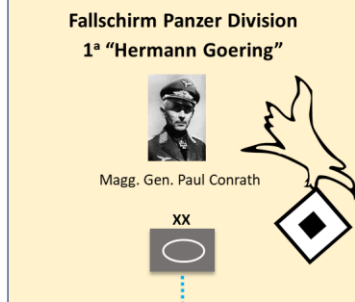 Fallschirm Panzer Division
1ª “Hermann Goering”
Magg. Gen. Paul Conrath
XX